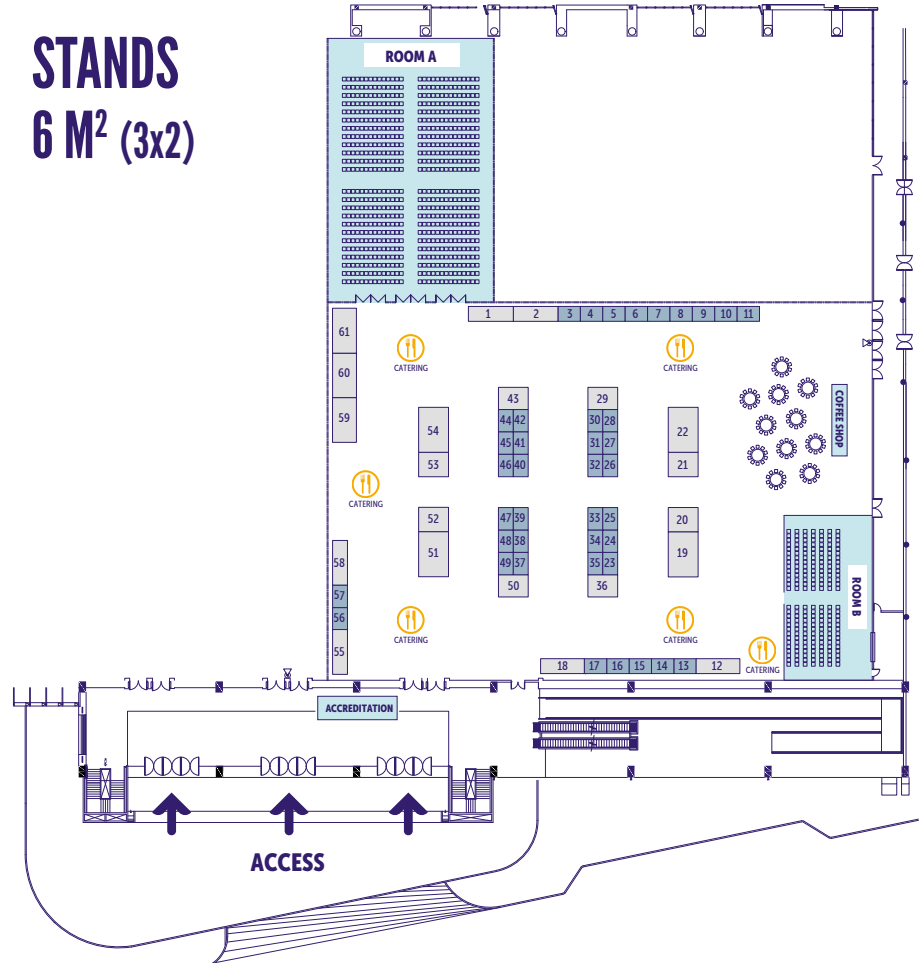 STANDS
6 M² (3x2)
ROOM A
1 2 3 4 5 6 7 8 9 10 11
61
60
59
CATERING
CATERING
COFFEE SHOP
43
44 42
45 41
46 40
29
30 28
31 27
32 26
54
53
22
21
CATERING
52
51
47 39
48 38
49 37
50
33 25
34 24
35 23
36
20
19
58
57
56
55
ROOM B
CATERING
CATERING
CATERING
18 17 16 15 14 13 12
ACCREDITATION
ACCESS